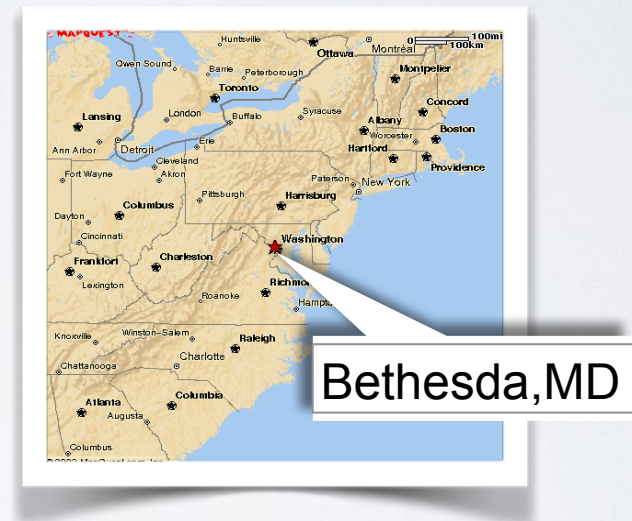 MAPQUEST
0 100mi
100km
Huntsville
Ottawa
Montréal
Owen Sound
Barrie
Peterborough
Montpelier
Toronto
Concord
Lansing
London
Buffalo
Syracuse
Albany
Boston
Worcester
Ann Arbor
Detroit
Erie
Hartford
Providence
Cleveland
Fort Wayne
Akron
Paterson
New York
Pittsburgh
Harrisburg
Columbus
Dayton
Cincinnati
Washington
Frankfort
Charleston
Lexington
Richmo
Roanoke
Hampto
Knoxville
Winston-Salem
Raleigh
Chattanooga
Charlotte
Bethesda,MD
Atlanta
Columbia
Augusta
Columbus